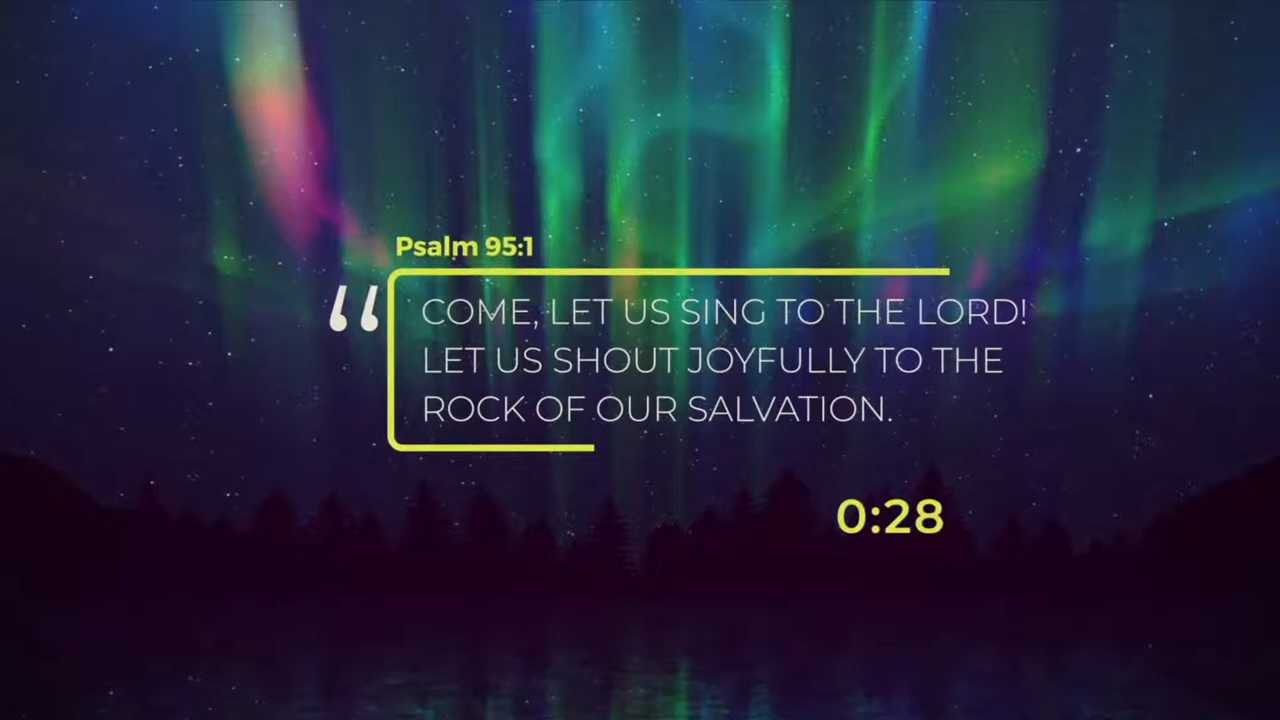 Psalm 95:1
“ COME, LET US SING TO THE LORD!
LET US SHOUT JOYFULLY TO THE
ROCK OF OUR SALVATION.
0:28